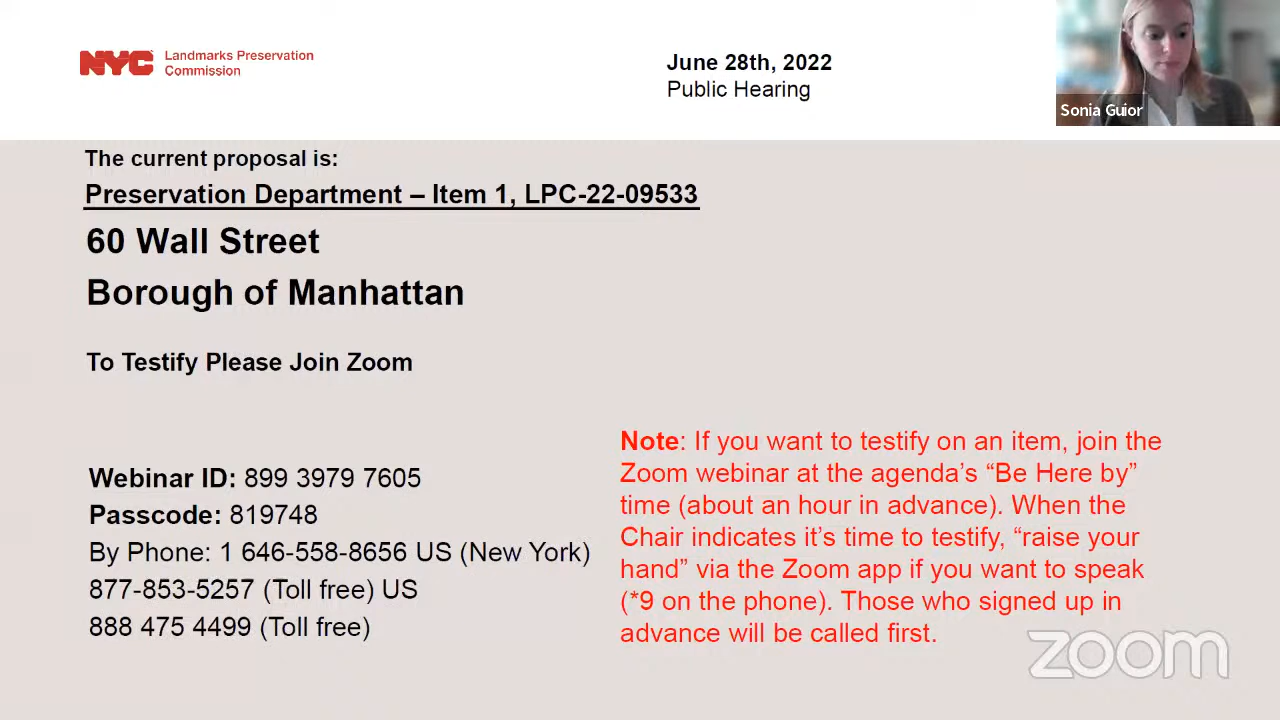 NYC Landmarks Preservation
Commission
June 28th, 2022
Public Hearing
Sonia Guior
The current proposal is:
Preservation Department – Item 1, LPC-22-09533
60 Wall Street
Borough of Manhattan
To Testify Please Join Zoom
Webinar ID: 899 3979 7605
Passcode: 819748
By Phone: 1 646-558-8656 US (New York)
877-853-5257 (Toll free) US
888 475 4499 (Toll free)
Note: If you want to testify on an item, join the
Zoom webinar at the agenda’s “Be Here by”
time (about an hour in advance). When the
Chair indicates it’s time to testify, “raise your
hand” via the Zoom app if you want to speak
(*9 on the phone). Those who signed up in
advance will be called first.
zoom